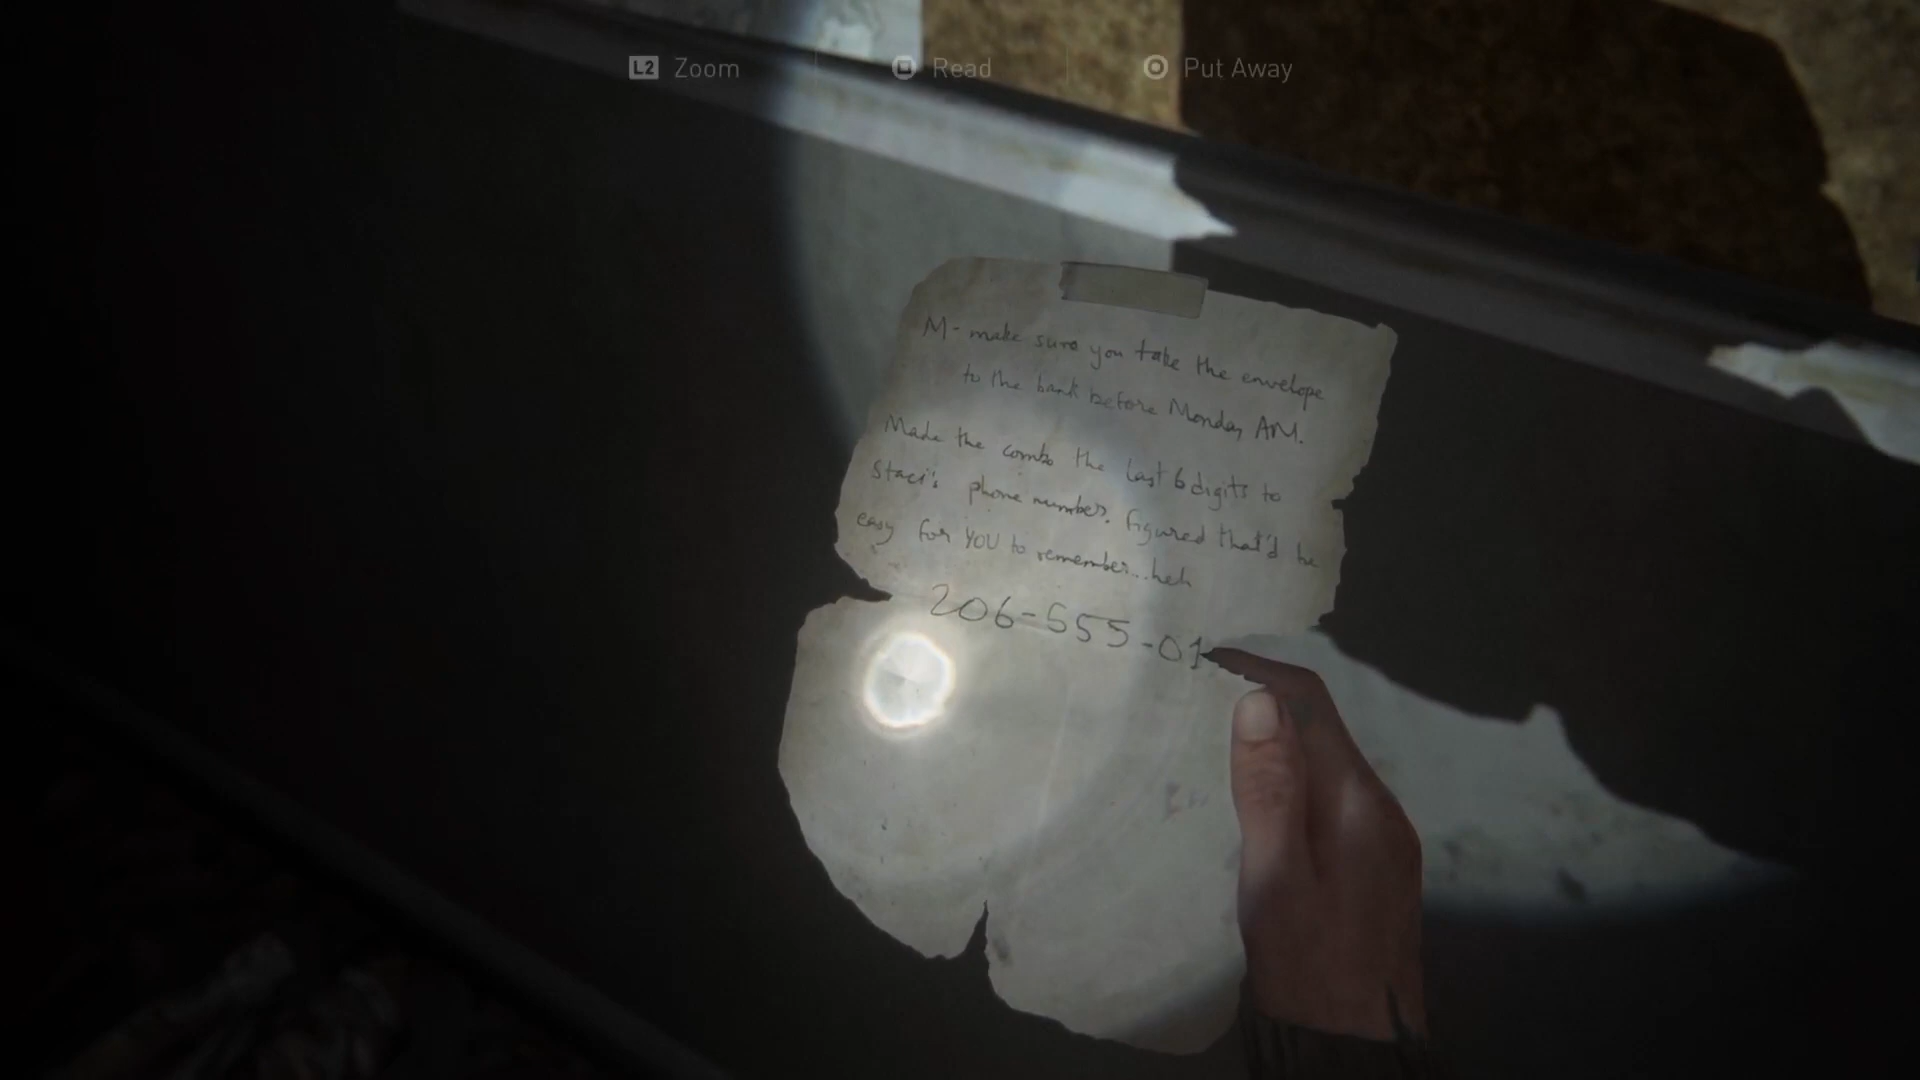 L2 Zoom
Read
Put Away
M- make sure you take the envelope
to the bank before Monday AM.
Made the combo the last 6 digits to
Staci's phone number. figured that'd be
easy for YOU to remember...heh
206-555-01